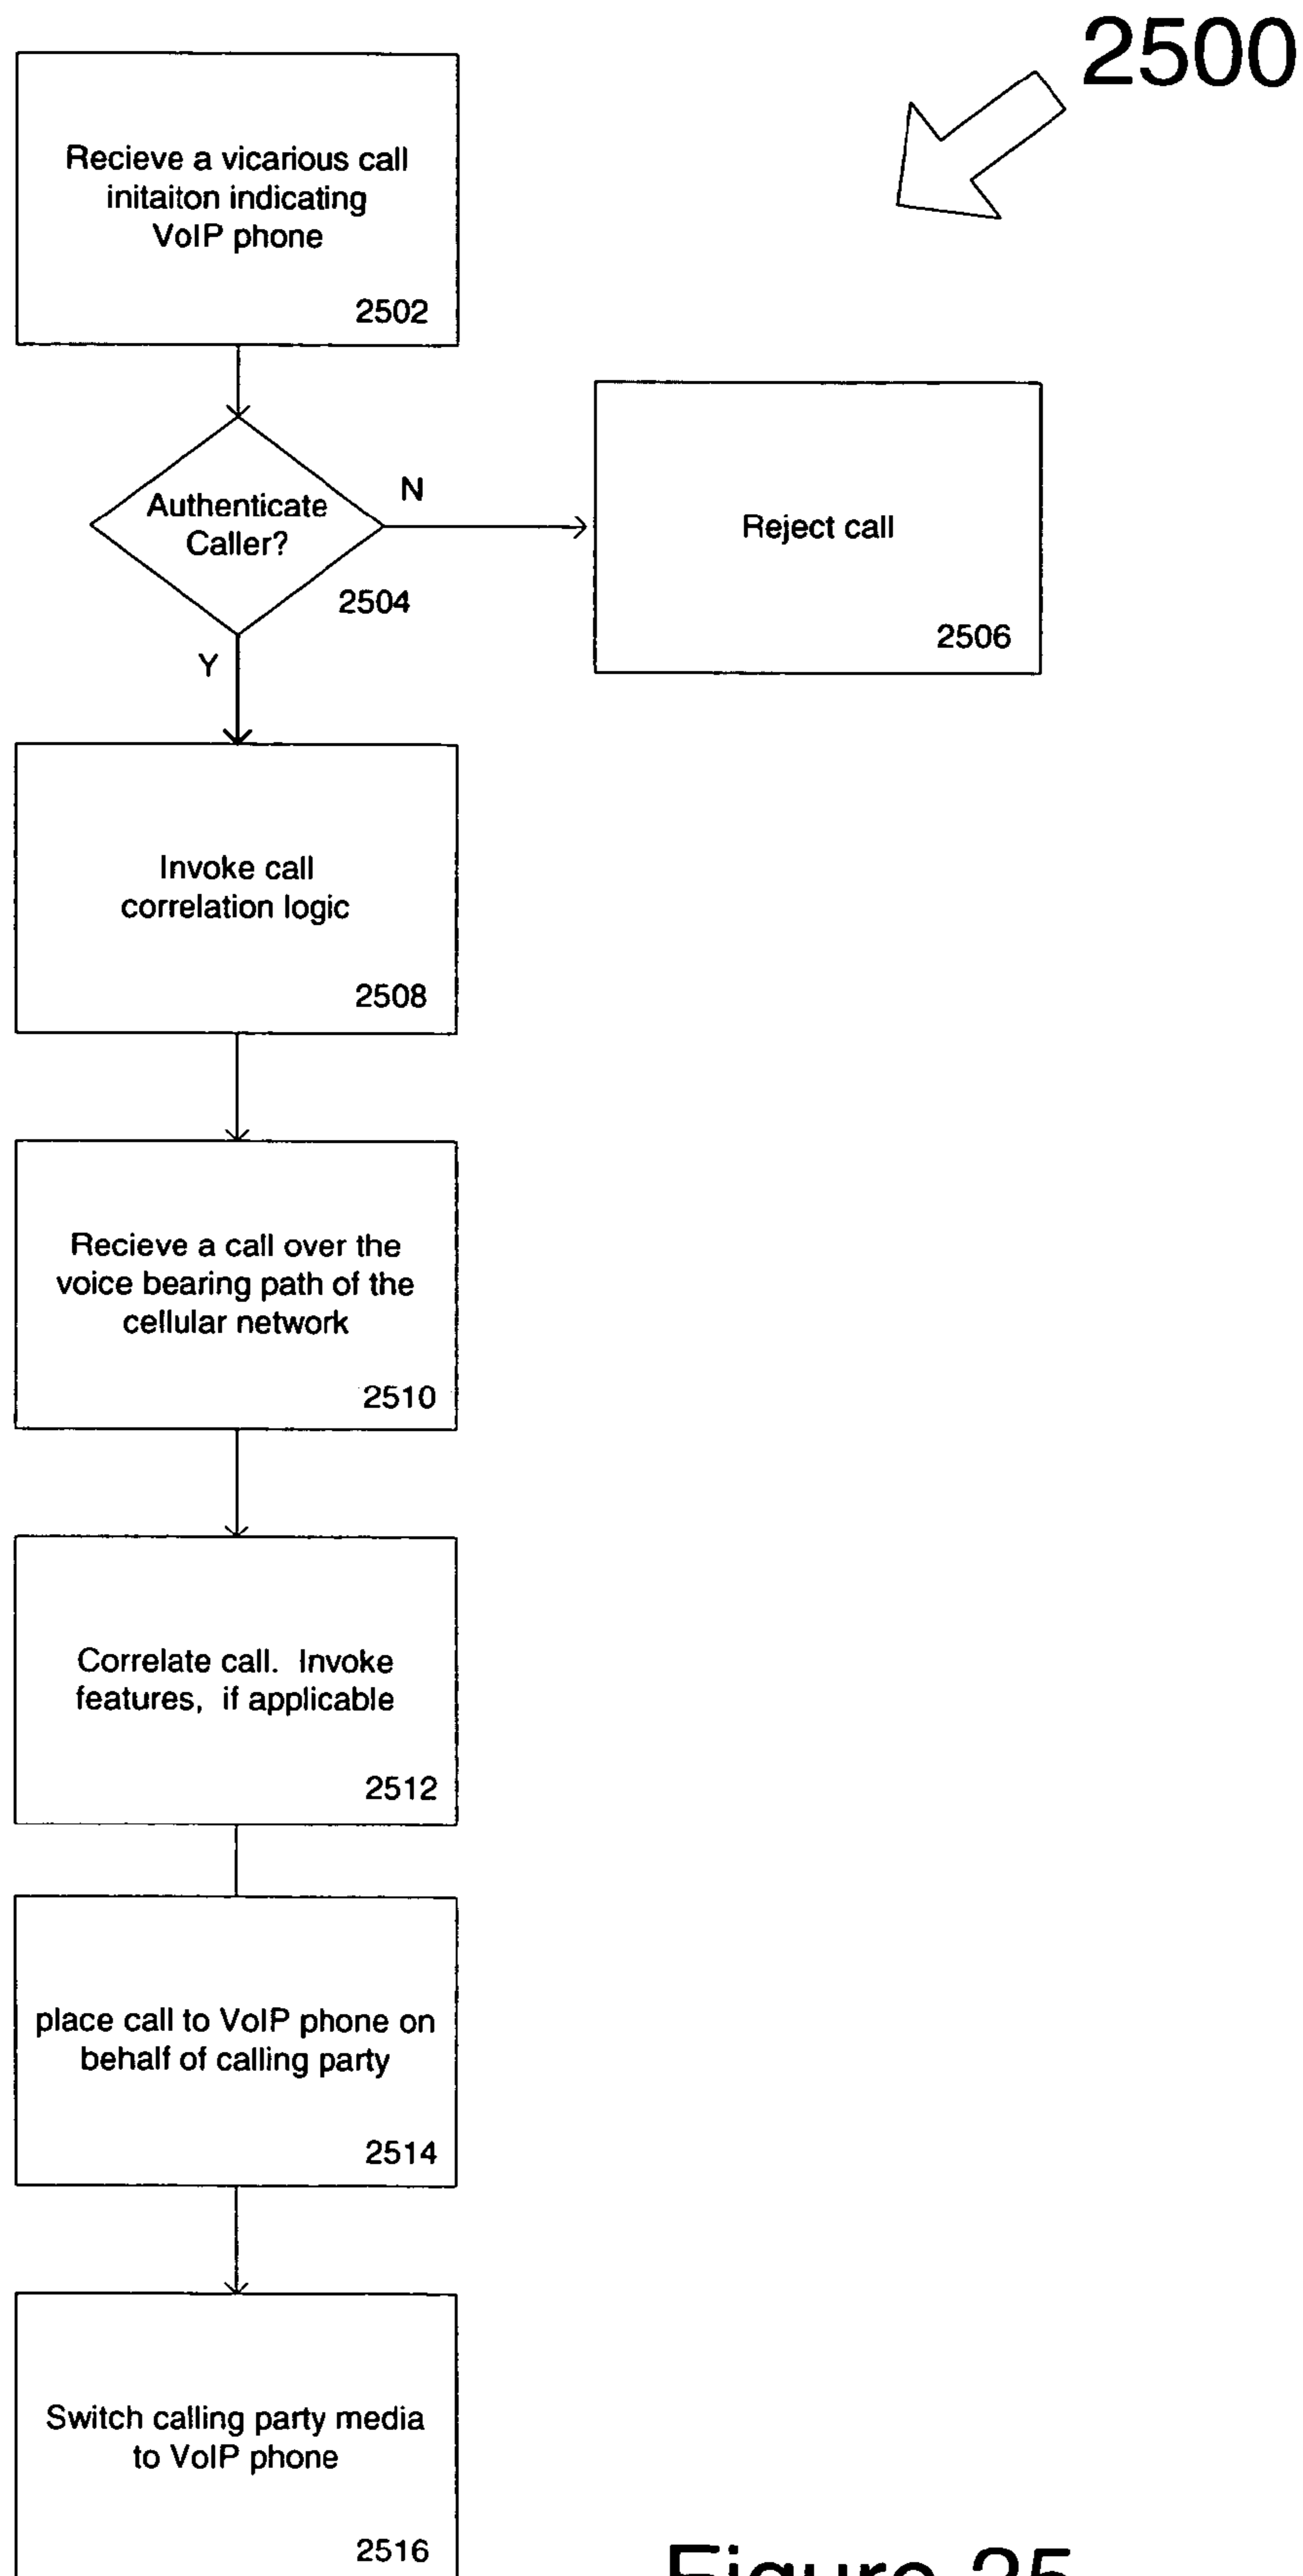 2500
Recieve a vicarious call
initaiton indicating
VoIP phone
2502
Authenticate
Caller?
N
2504
Reject call
2506
Y
Invoke call
correlation logic
2508
Recieve a call over the
voice bearing path of the
cellular network
2510
Correlate call. Invoke
features, if applicable
2512
place call to VoIP phone on
behalf of calling party
2514
Switch calling party media
to VoIP phone
2516
Figure 25